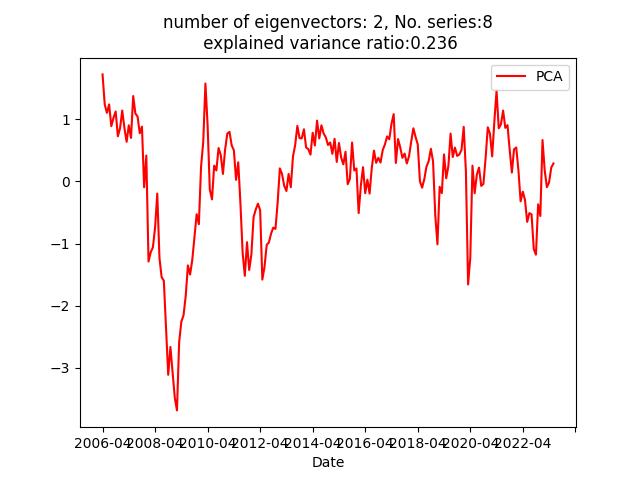 number of eigenvectors: 2, No. series:8
explained variance ratio:0.236
PCA
1
0
−1
−2
−3
2006-04 2008-04 2010-04 2012-04 2014-04 2016-04 2018-04 2020-04 2022-04
Date